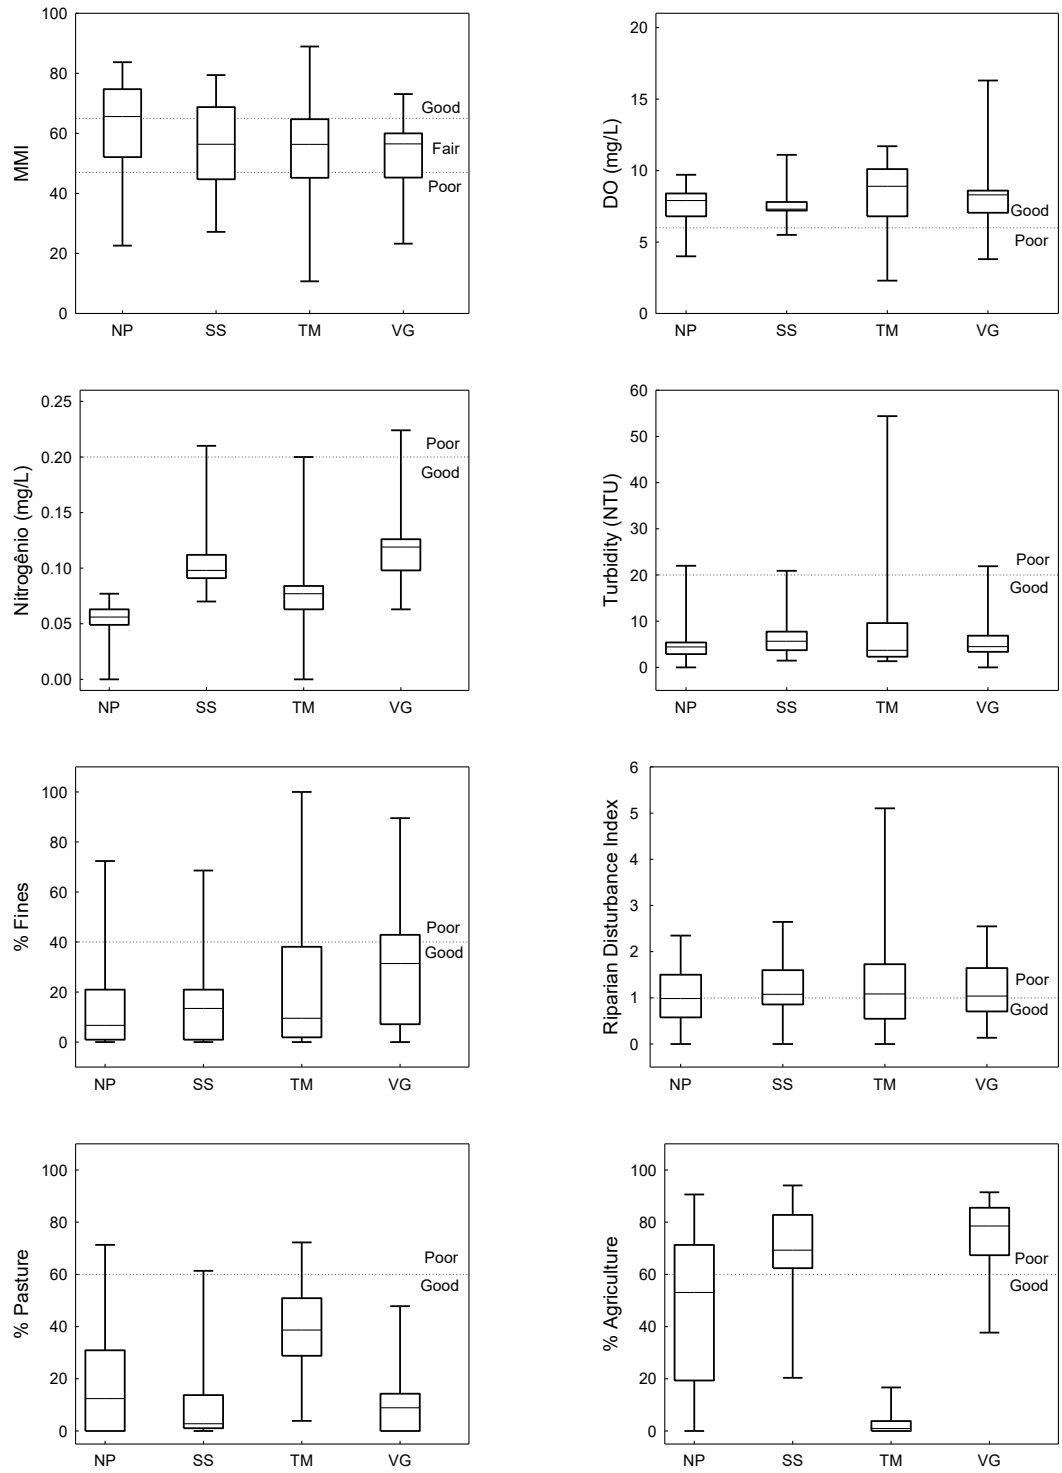 100
80
60
40
20
0
MMI
Good
Fair
Poor
NP SS TM VG
20
15
10
5
0
DO (mg/L)
Good
Poor
NP SS TM VG
0.25
0.20
0.15
0.10
0.05
0.00
Nitrogênio (mg/L)
Poor
Good
NP SS TM VG
60
50
40
30
20
10
0
Turbidity (NTU)
Poor
Good
NP SS TM VG
100
80
60
40
20
0
% Fines
Poor
Good
NP SS TM VG
6
5
4
3
2
1
0
Riparian Disturbance Index
Poor
Good
NP SS TM VG
100
80
60
40
20
0
% Pasture
Poor
Good
NP SS TM VG
100
80
60
40
20
0
% Agriculture
Poor
Good
NP SS TM VG